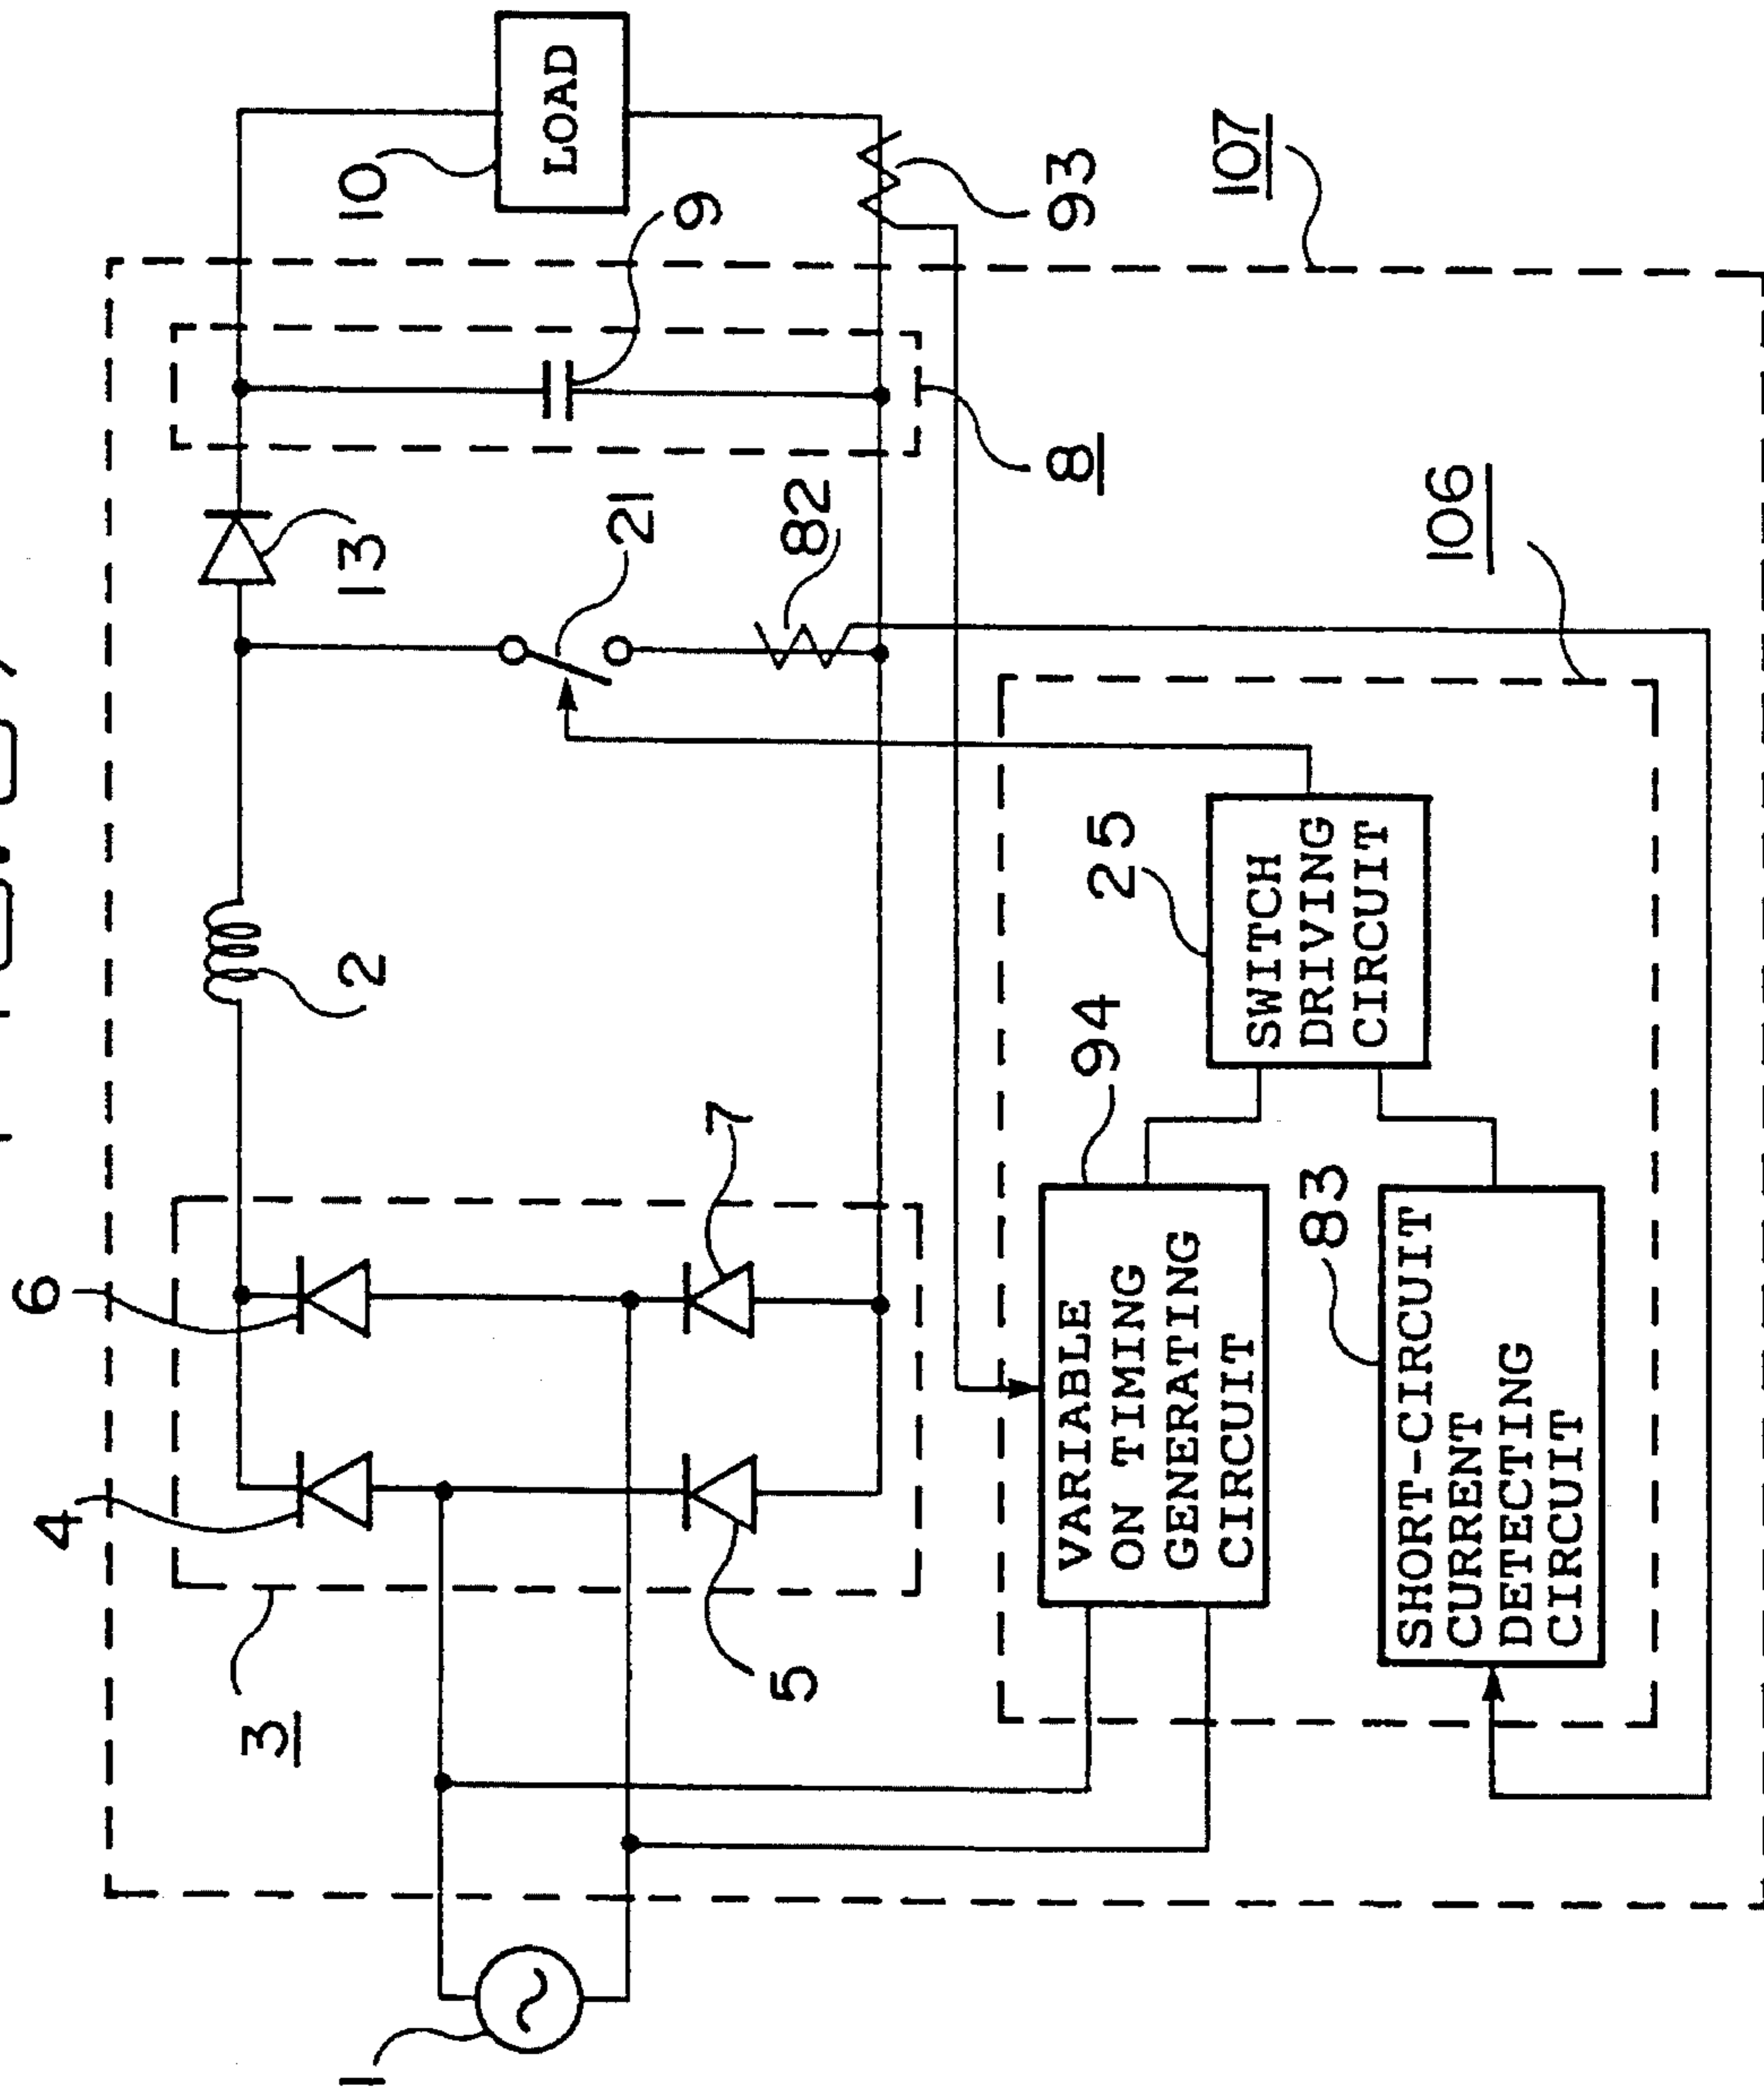 6
4
3
1
5
7
2
13
21
82
9
10
LOAD
93
8
107
106
94
25
83
VARIABLE
ON TIMING
GENERATING
CIRCUIT
SWITCH
DRIVING
CIRCUIT
SHORT-CIRCUIT
CURRENT
DETECTING
CIRCUIT